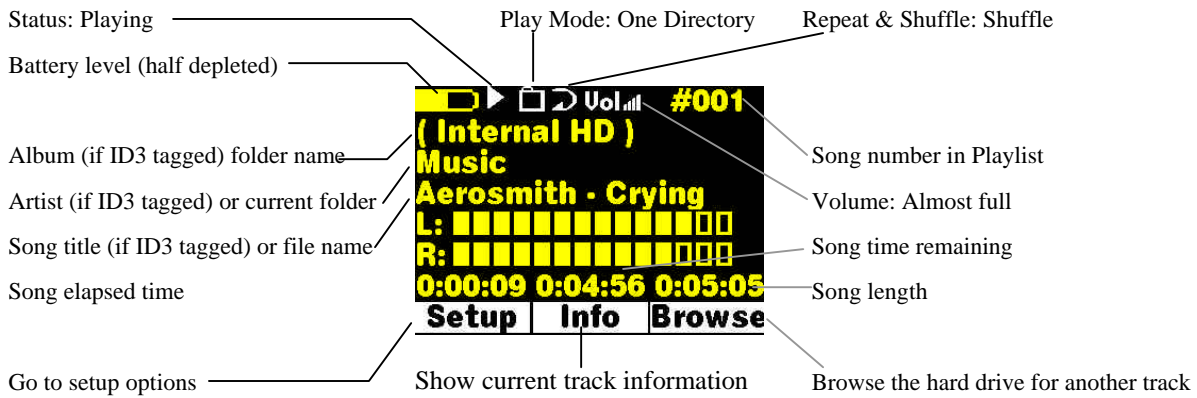 Status: Playing
Play Mode: One Directory
Repeat & Shuffle: Shuffle
Battery level (half depleted)
Vol
#001
( Internal HD )
Album (if ID3 tagged) folder name
Song number in Playlist
Music
Artist (if ID3 tagged) or current folder
Aerosmith - Crying
Volume: Almost full
L:
Song title (if ID3 tagged) or file name
R:
Song time remaining
Song elapsed time
0:00:09 0:04:56 0:05:05
Song length
Setup Info Browse
Go to setup options
Show current track information
Browse the hard drive for another track